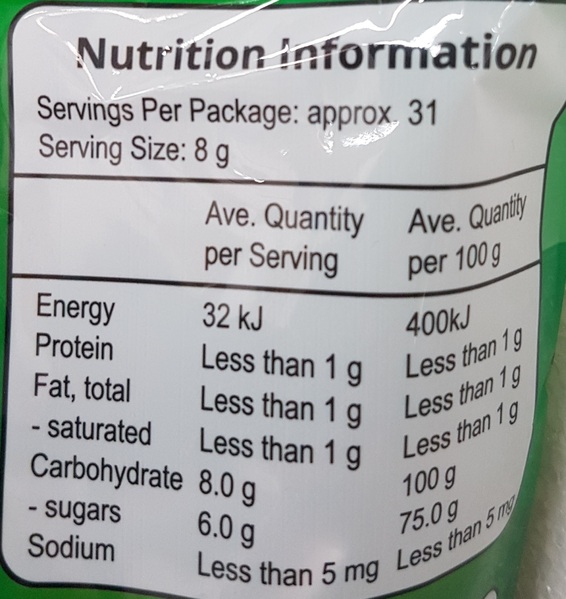 Nutrition Information
Servings Per Package: approx. 31
Serving Size: 8 g
Ave. Quantity Ave. Quantity
per Serving per 100 g
Energy 32 kJ 400kJ
Protein Less than 1 g Less than 1 g
Fat, total Less than 1 g Less than 1 g
- saturated Less than 1 g Less than 1 g
Carbohydrate 8.0 g 100 g
- sugars 6.0 g 75.0 g
Sodium Less than 5 mg Less than 5 mg